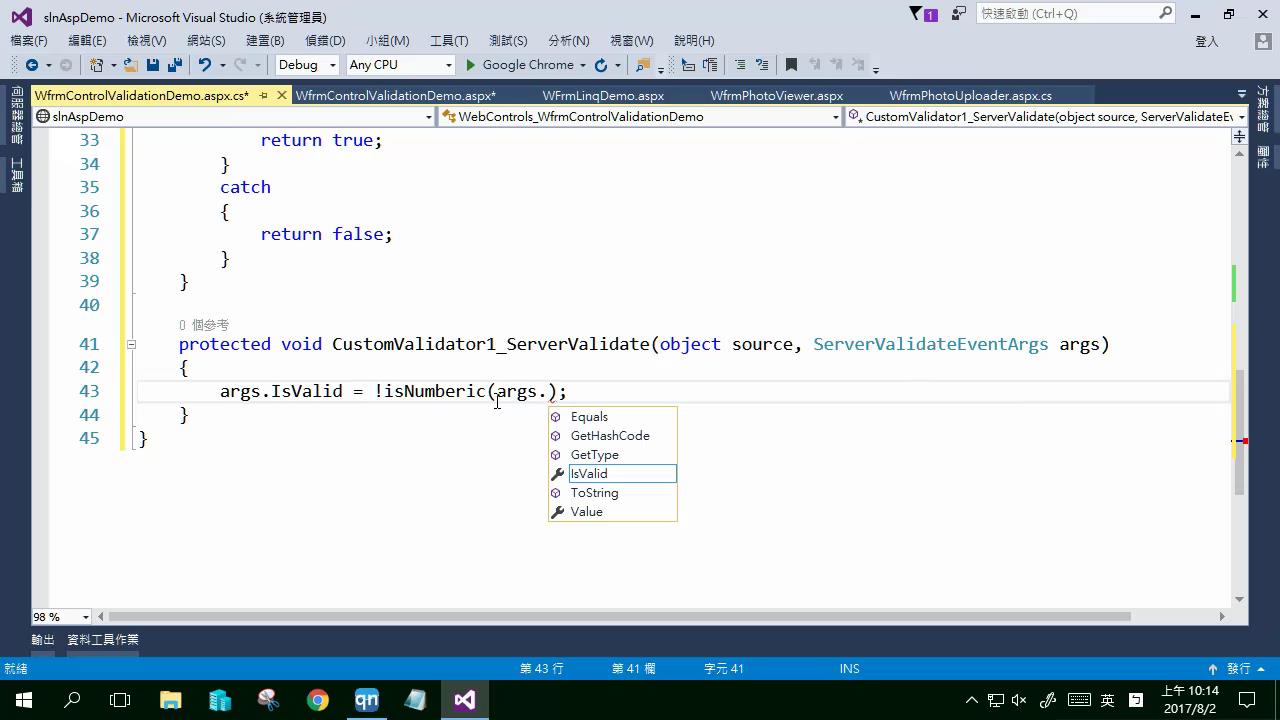 slnAspDemo - Microsoft Visual Studio (系統管理員)
1
快速啟動 (Ctrl+Q)
檔案(F) 編輯(E) 檢視(V) 網站(S) 建置(B) 偵錯(D) 小組(M) 工具(T) 測試(S) 分析(N) 視窗(W) 說明(H)
登入
Debug Any CPU Google Chrome
WfrmControlValidationDemo.aspx.cs* WfrmControlValidationDemo.aspx* WFrmLinqDemo.aspx WfrmPhotoViewer.aspx WfrmPhotoUploader.aspx.cs
slnAspDemo WebControls_WfrmControlValidationDemo CustomValidator1_ServerValidate(object source, ServerValidateEv
伺服器總管
工具箱
方案總管
屬性
33 return true;
34 }
35 catch
36 {
37 return false;
38 }
39 }
40
0 個參考
41 protected void CustomValidator1_ServerValidate(object source, ServerValidateEventArgs args)
42 {
43 args.IsValid = !isNumberic(args.);
44 }
45 }
Equals
GetHashCode
GetType
IsValid
ToString
Value
98 %
輸出 資料工具作業
就緒 第 43 行 第 41 欄 字元 41 INS 發行
qn
英
上午 10:14
2017/8/2